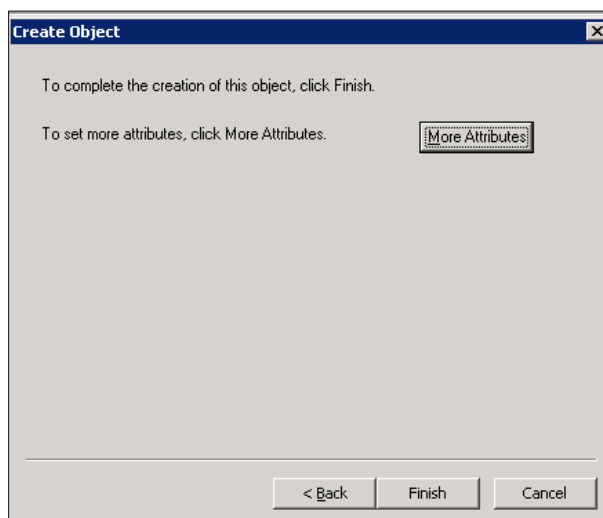 Create Object
To complete the creation of this object, click Finish.
To set more attributes, click More Attributes.
More Attributes
< Back
Finish
Cancel